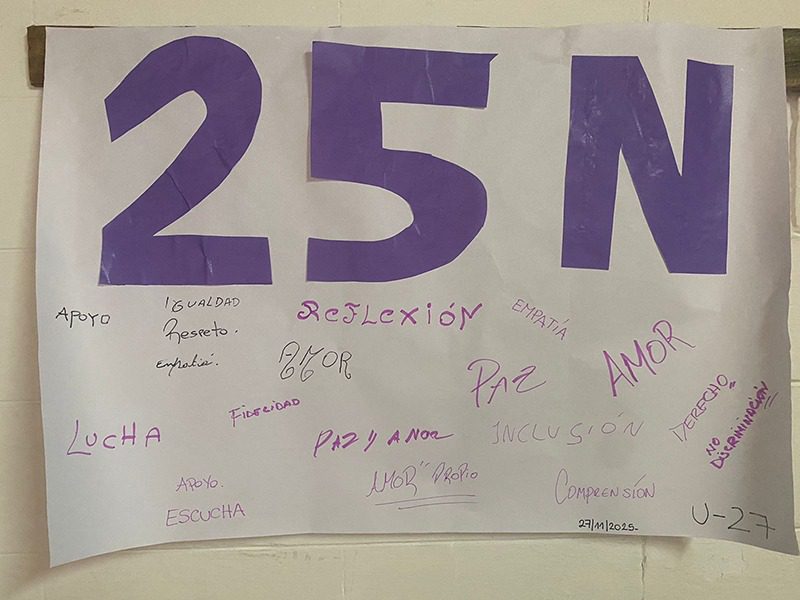 25N
APOYO
IGUALDAD
Respeto.
Empatía.
REFLEXIÓN
EMPATÍA
AMOR
PAZ
AMOR
LUCHA
FIDELIDAD
PAZ Y AMOR
INCLUSIÓN
DERECHO
NO DISCRIMINACIÓN
APOYO.
ESCUCHA
AMOR" PROPIO
COMPRENSIÓN
27/11/2025-
U-27